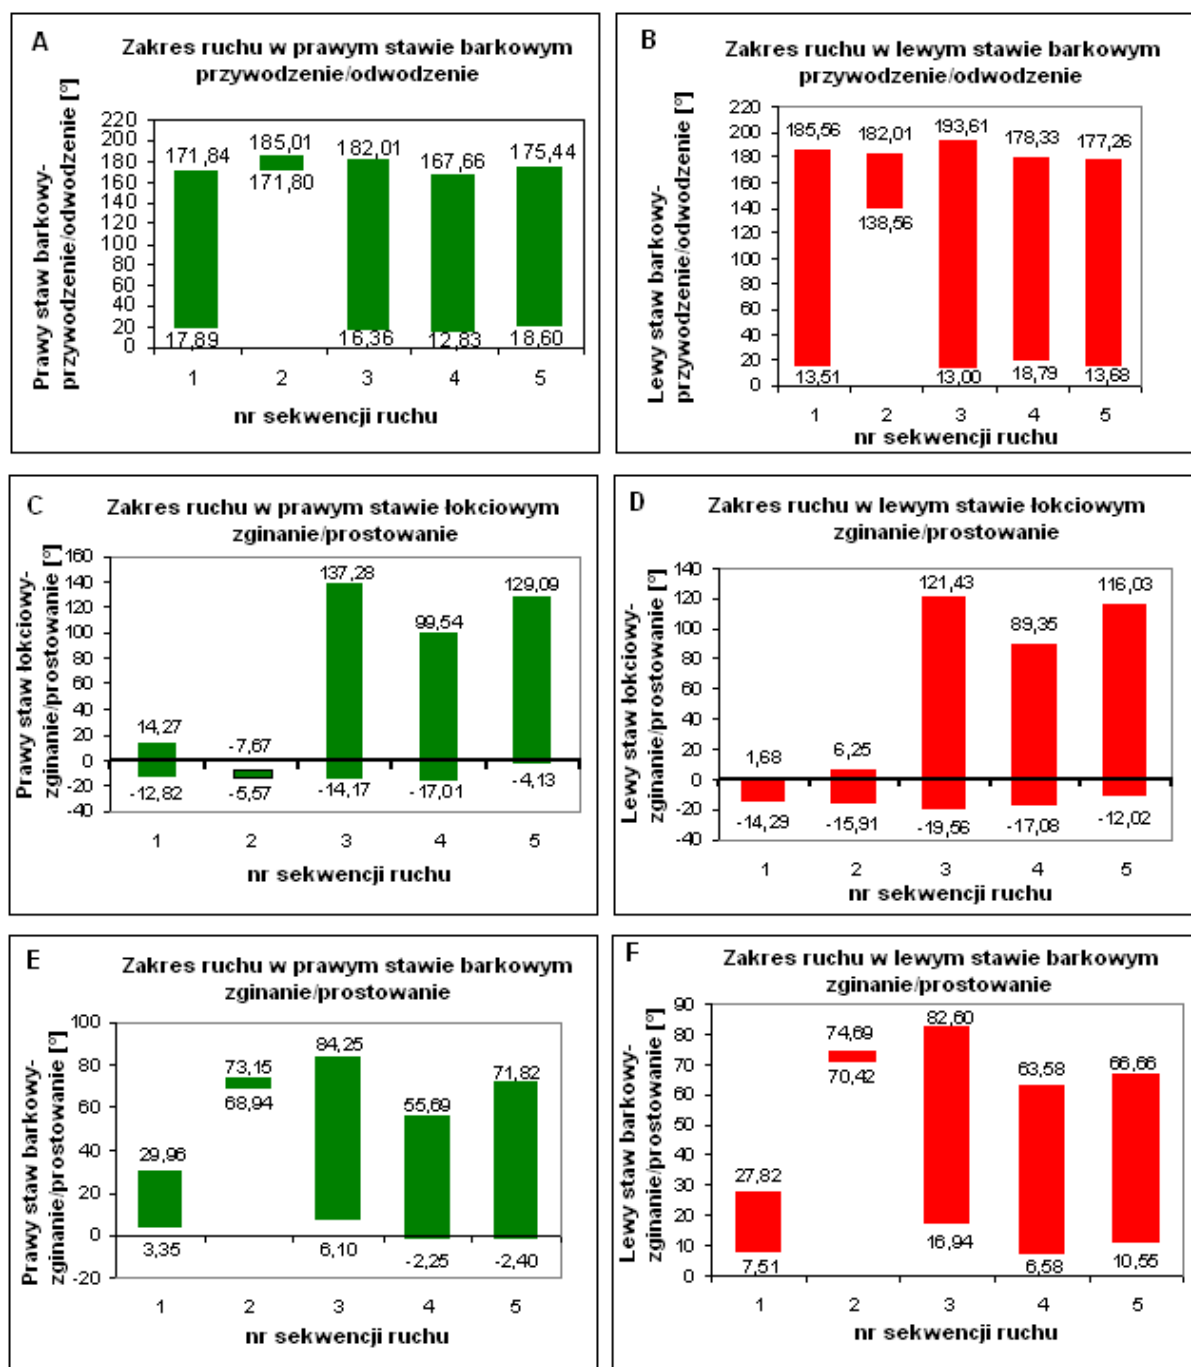 A
Zakres ruchu w prawym stawie barkowym
przywodzenie/odwodzenie
Prawy staw barkowy-
przywodzenie/odwodzenie [°]
220
200
180
160
140
120
100
80
60
40
20
0
171,84
185,01
182,01
167,66
175,44
171,80
17,89
16,36
12,83
18,60
1 2 3 4 5
nr sekwencji ruchu
B
Zakres ruchu w lewym stawie barkowym
przywodzenie/odwodzenie
Lewy staw barkowy-
przywodzenie/odwodzenie [°]
220
200
180
160
140
120
100
80
60
40
20
0
185,56
182,01
193,61
178,33
177,26
138,56
13,51
13,00
18,79
13,68
1 2 3 4 5
nr sekwencji ruchu
C
Zakres ruchu w prawym stawie łokciowym
zginanie/prostowanie
Prawy staw łokciowy-
zginanie/prostowanie [°]
160
140
120
100
80
60
40
20
0
-20
-40
14,27
-7,67
137,28
99,54
129,09
-12,82
-5,57
-14,17
-17,01
-4,13
1 2 3 4 5
nr sekwencji ruchu
D
Zakres ruchu w lewym stawie łokciowym
zginanie/prostowanie
Lewy staw łokciowy-
zginanie/prostowanie [°]
140
120
100
80
60
40
20
0
-20
-40
1,68
6,25
121,43
89,35
116,03
-14,29
-15,91
-19,56
-17,08
-12,02
1 2 3 4 5
nr sekwencji ruchu
E
Zakres ruchu w prawym stawie barkowym
zginanie/prostowanie
Prawy staw barkowy-
zginanie/prostowanie [°]
100
80
60
40
20
0
-20
29,96
73,15
84,25
55,69
71,82
3,35
68,94
6,10
-2,25
-2,40
1 2 3 4 5
nr sekwencji ruchu
F
Zakres ruchu w lewym stawie barkowym
zginanie/prostowanie
Lewy staw barkowy-
zginanie/prostowanie [°]
90
80
70
60
50
40
30
20
10
0
27,82
74,69
82,60
63,58
66,66
7,51
70,42
16,94
6,58
10,55
1 2 3 4 5
nr sekwencji ruchu